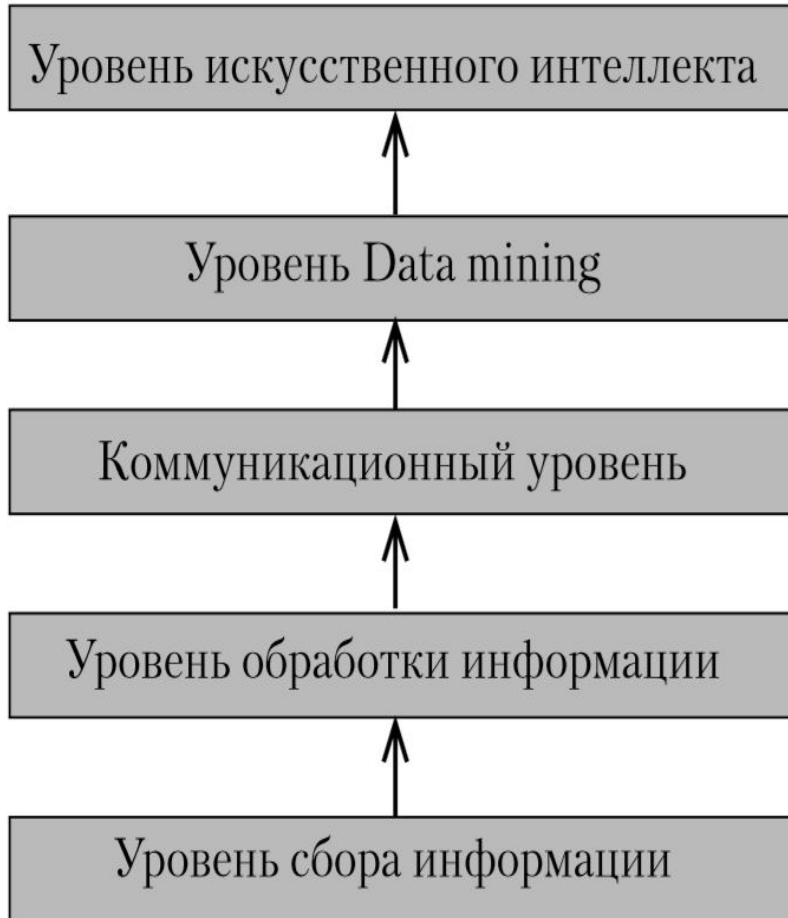 Уровень искусственного интеллекта
Уровень Data mining
Коммуникационный уровень
Уровень обработки информации
Уровень сбора информации